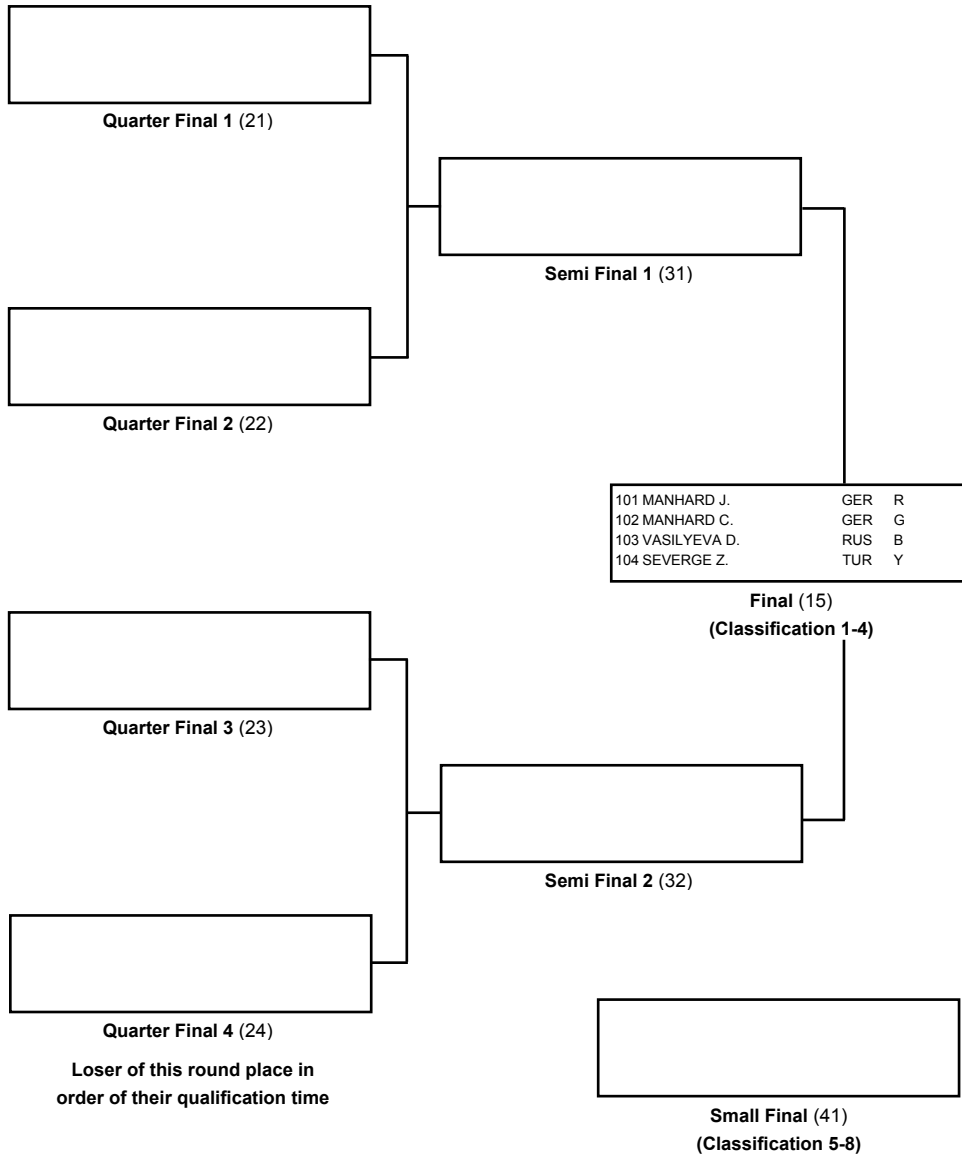 Quarter Final 1 (21)
Semi Final 1 (31)
Quarter Final 2 (22)
101 MANHARD J. GER R
102 MANHARD C. GER G
103 VASILYEVA D. RUS B
104 SEVERGE Z. TUR Y
Final (15)
(Classification 1-4)
Quarter Final 3 (23)
Semi Final 2 (32)
Quarter Final 4 (24)
Loser of this round place in
order of their qualification time
Small Final (41)
(Classification 5-8)